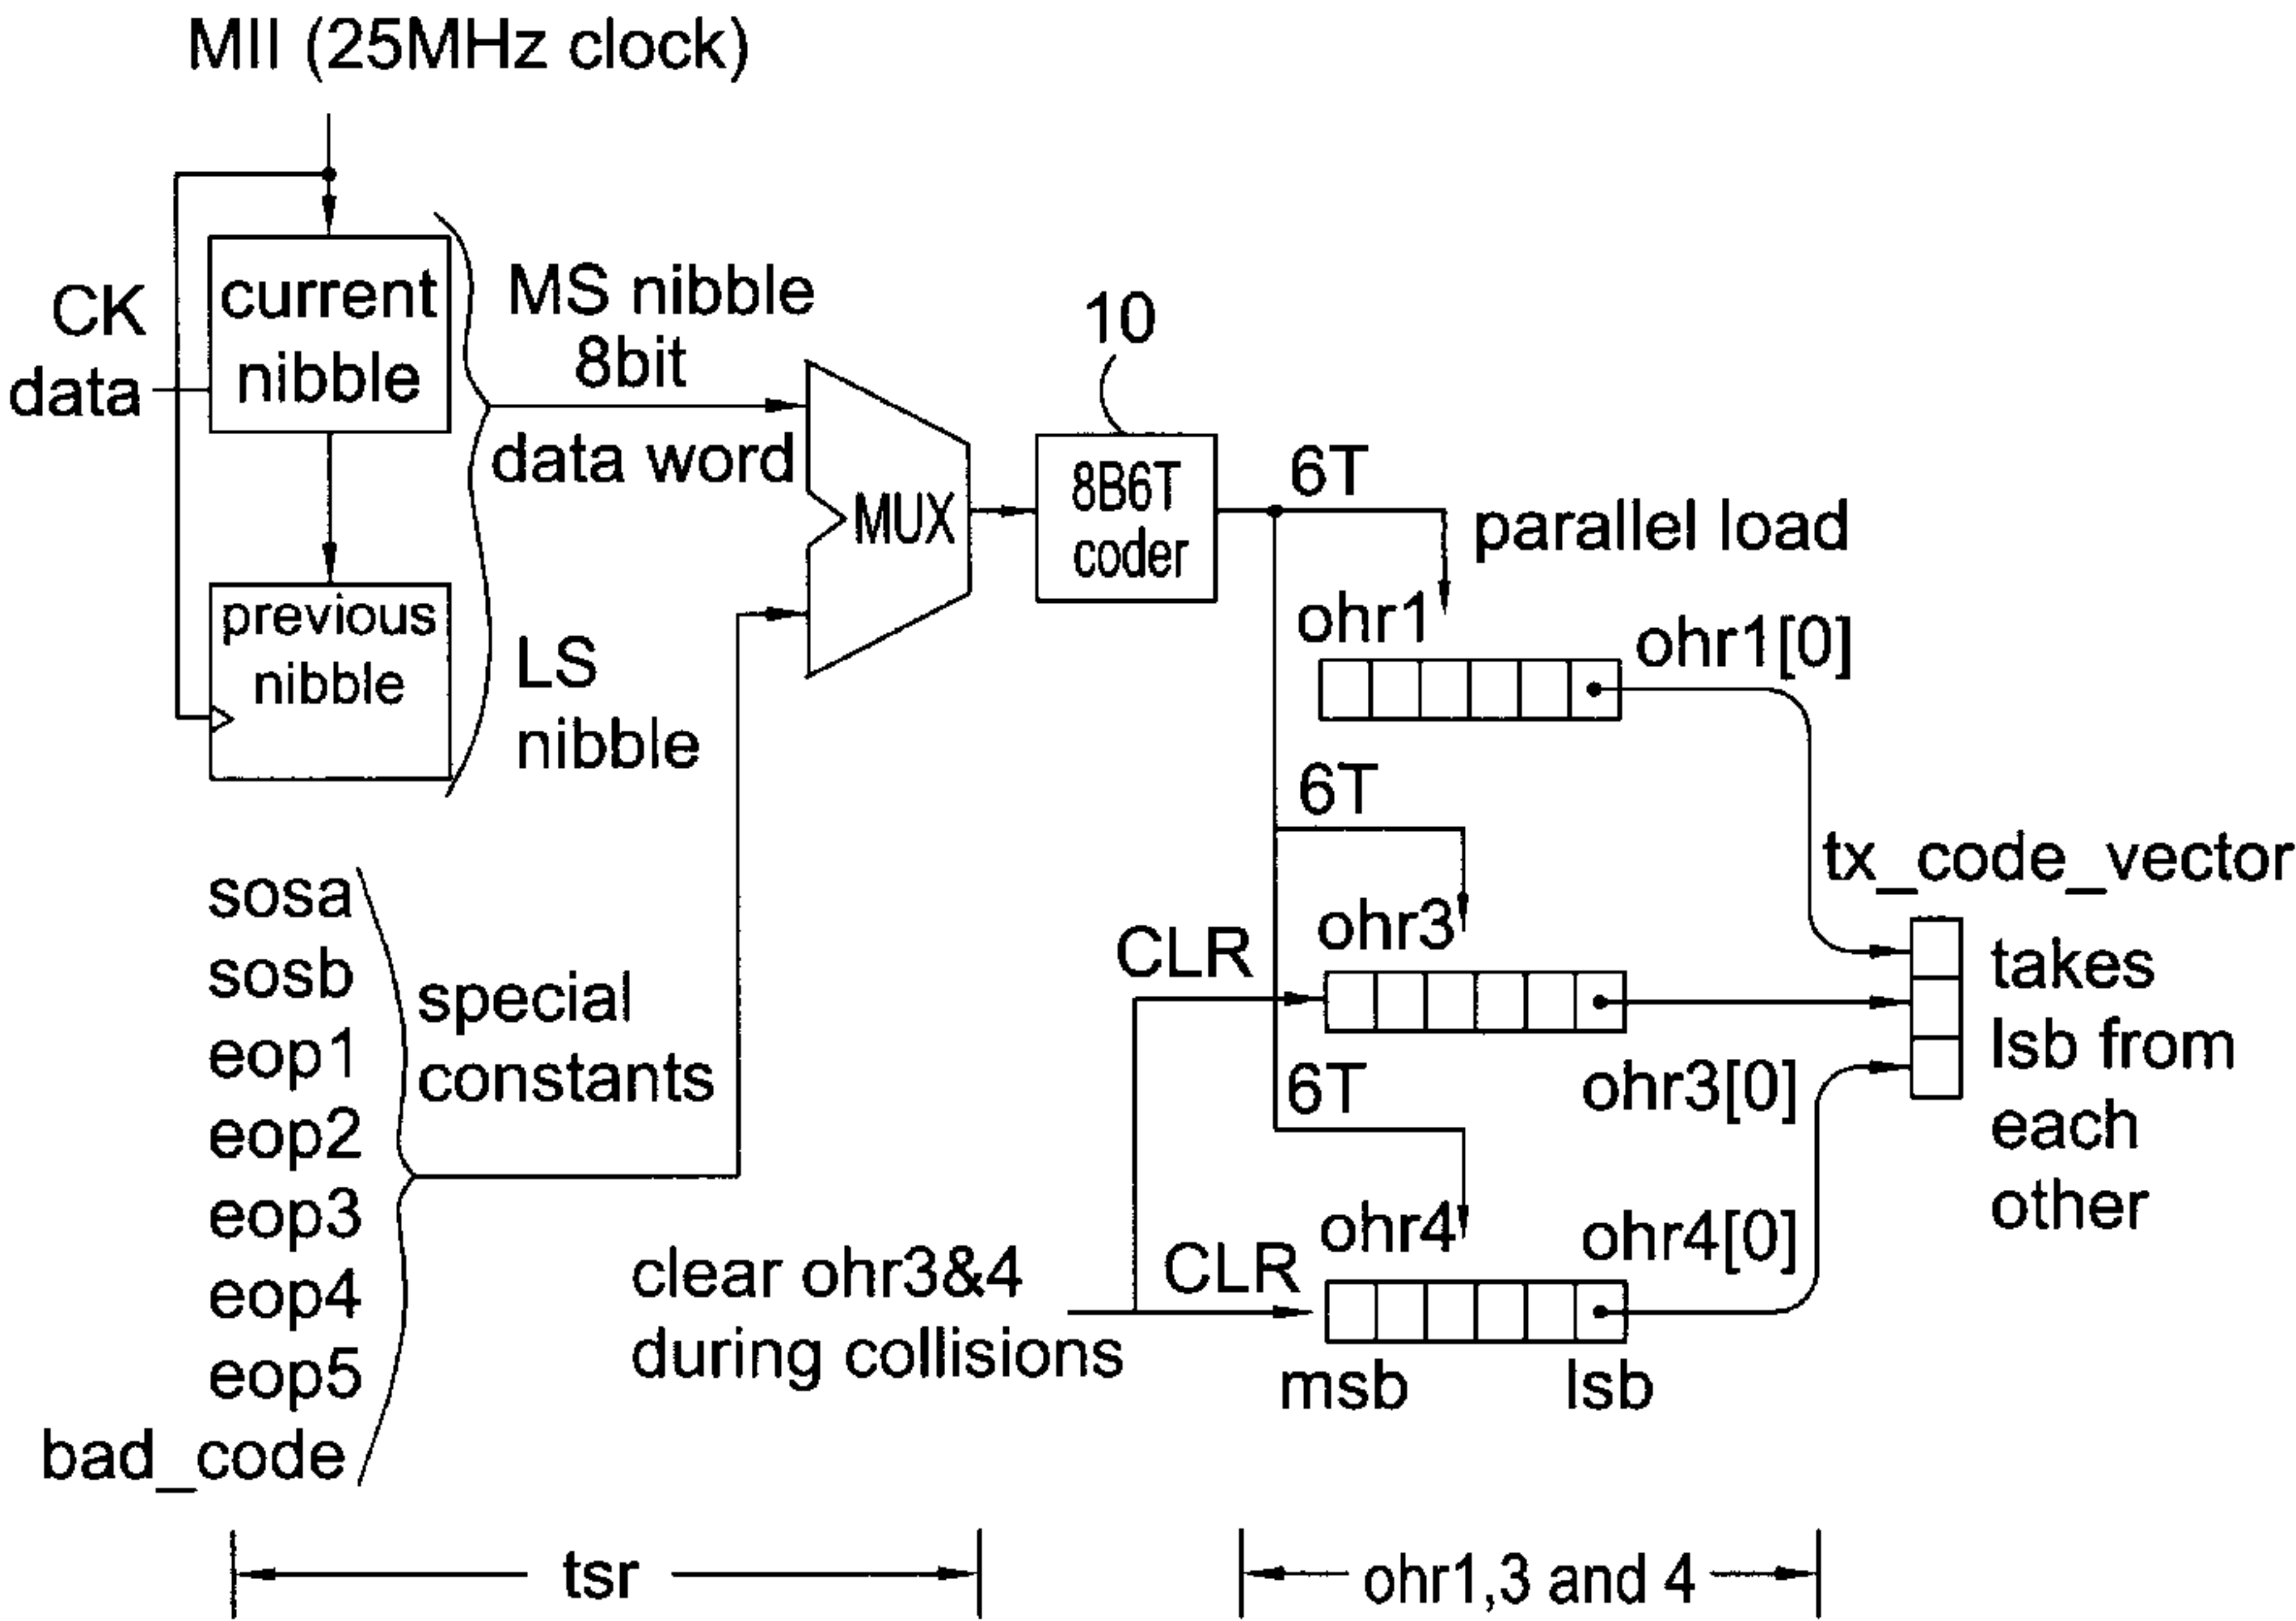 MII (25MHz clock)
CK
data
current
nibble
MS nibble
8bit
data word
previous
nibble
LS
nibble
MUX
10
8B6T
coder
6T
parallel load
ohr1
ohr1[0]
6T
tx_code_vector
takes
lsb from
each
other
CLR
ohr3
ohr3[0]
6T
sosa
sosb
eop1
eop2
eop3
eop4
eop5
bad_code
special
constants
clear ohr3&4
during collisions
CLR
ohr4
ohr4[0]
msb
lsb
tsr
ohr1,3 and 4